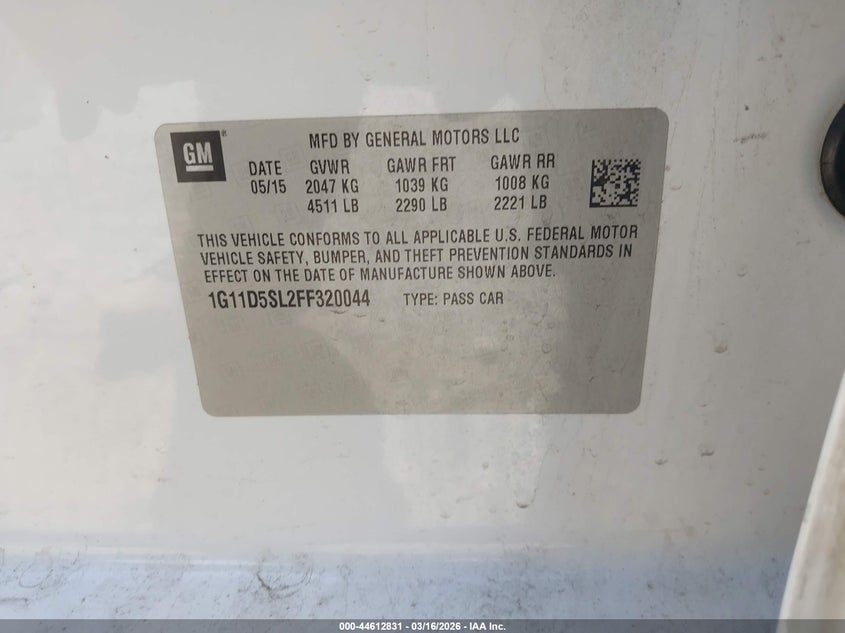 GM®
MFD BY GENERAL MOTORS LLC
DATE GVWR GAWR FRT GAWR RR
05/15 2047 KG 1039 KG 1008 KG
4511 LB 2290 LB 2221 LB
THIS VEHICLE CONFORMS TO ALL APPLICABLE U.S. FEDERAL MOTOR
VEHICLE SAFETY, BUMPER, AND THEFT PREVENTION STANDARDS IN
EFFECT ON THE DATE OF MANUFACTURE SHOWN ABOVE.
1G11D5SL2FF320044 TYPE: PASS CAR
000-44612831 - 03/16/2026 - IAA Inc.